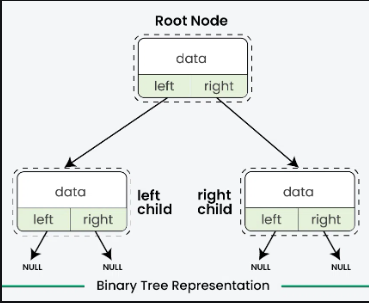 Root Node
data
left right
data
left right
left
child
right
child
data
left right
NULL NULL
NULL NULL
Binary Tree Representation